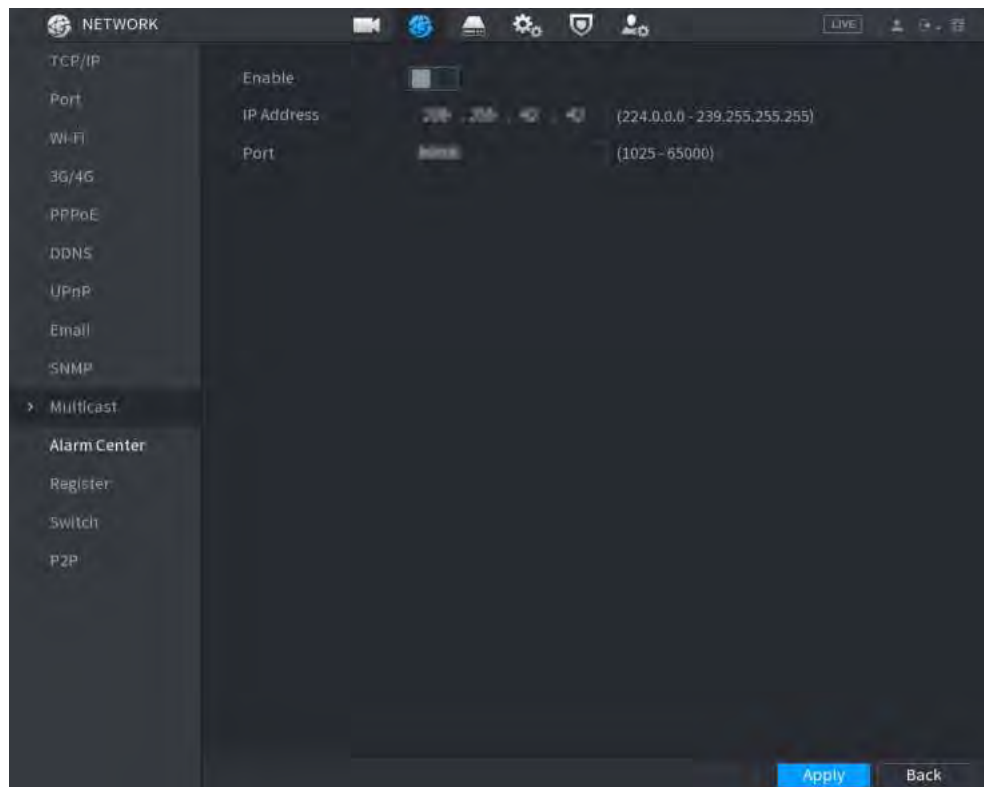 NETWORK
LIVE
TCP/IP
Port
Wi-Fi
3G/4G
PPPoE
DDNS
UPnP
Email
SNMP
Multicast
Alarm Center
Register
Switch
P2P
Enable
IP Address
(224.0.0.0 - 239.255.255.255)
Port
(1025 - 65000)
Apply
Back